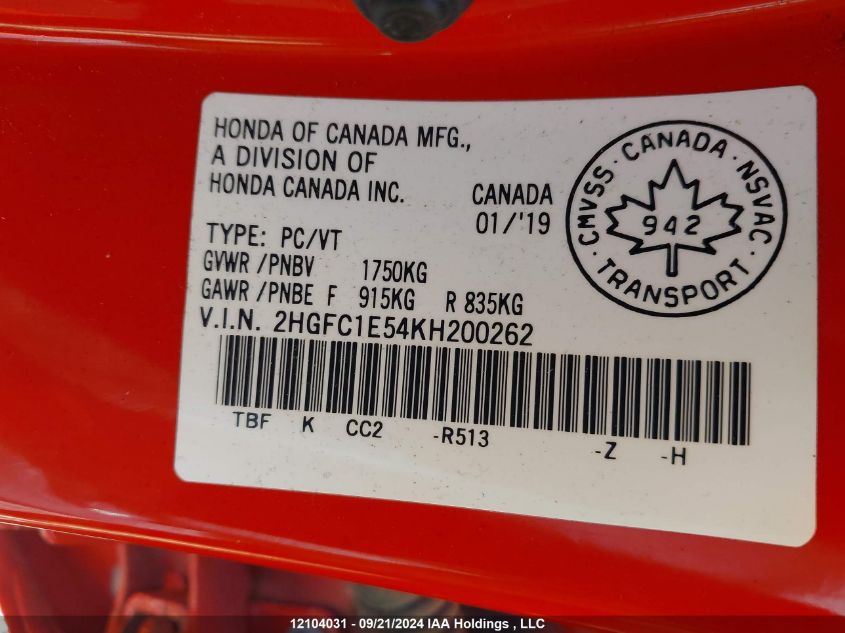 HONDA OF CANADA MFG.,
A DIVISION OF
HONDA CANADA INC.
CANADA
01/'19
TYPE: PC/VT
GVWR /PNBV 1750KG
GAWR /PNBE F 915KG R 835KG
V.I.N. 2HGFC1E54KH200262
TBF K CC2 -R513 -Z -H
CMVSS · CANADA · NSVAC
942
TRANSPORT
12104031 - 09/21/2024 IAA Holdings , LLC